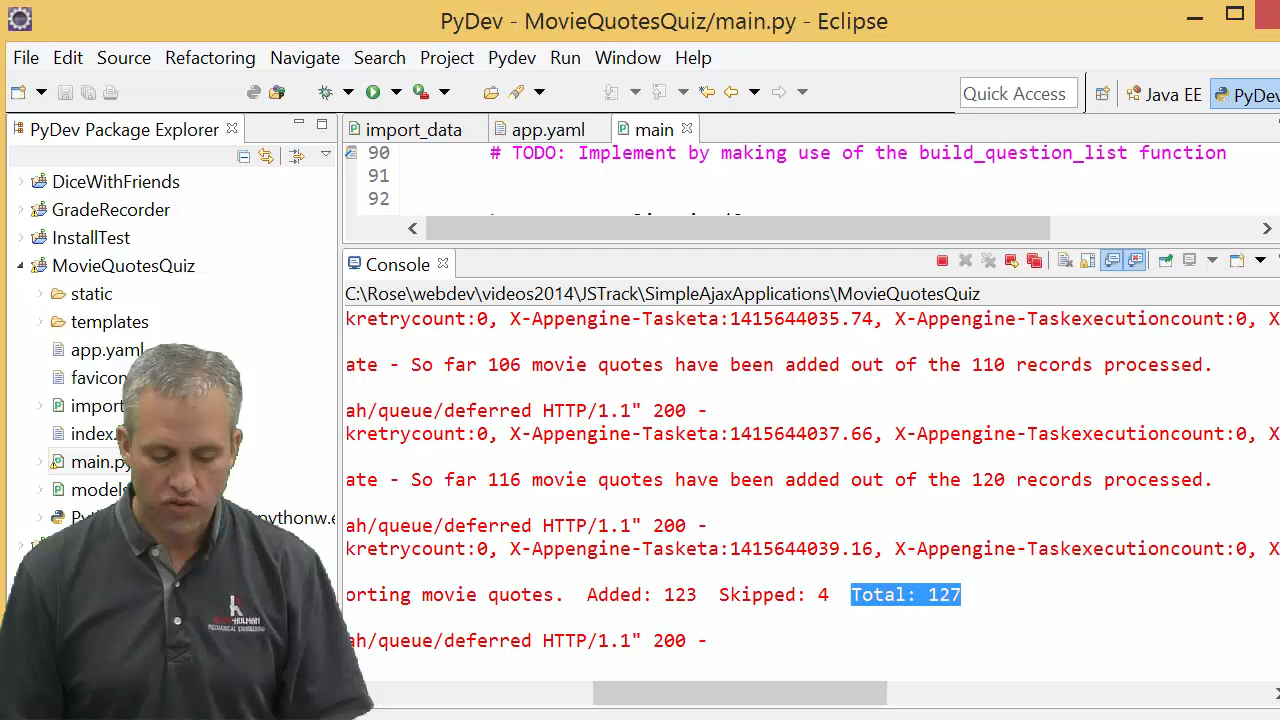 PyDev - MovieQuotesQuiz/main.py - Eclipse
File Edit Source Refactoring Navigate Search Project Pydev Run Window Help
Quick Access
Java EE
PyDev
PyDev Package Explorer
import_data
app.yaml
main
DiceWithFriends
GradeRecorder
InstallTest
MovieQuotesQuiz
static
templates
app.yaml
favicon
import
index.
main.py
models
pythonw.e
90 # TODO: Implement by making use of the build_question_list function
91
92
Console
C:\Rose\webdev\videos2014\JSTrack\SimpleAjaxApplications\MovieQuotesQuiz
kretrycount:0, X-Appengine-Tasketa:1415644035.74, X-Appengine-Taskexecutioncount:0, X
ate - So far 106 movie quotes have been added out of the 110 records processed.
ah/queue/deferred HTTP/1.1" 200 -
kretrycount:0, X-Appengine-Tasketa:1415644037.66, X-Appengine-Taskexecutioncount:0, X
ate - So far 116 movie quotes have been added out of the 120 records processed.
ah/queue/deferred HTTP/1.1" 200 -
kretrycount:0, X-Appengine-Tasketa:1415644039.16, X-Appengine-Taskexecutioncount:0, X
orting movie quotes. Added: 123 Skipped: 4 Total: 127
ah/queue/deferred HTTP/1.1" 200 -
MECHANICAL ENGINEERING